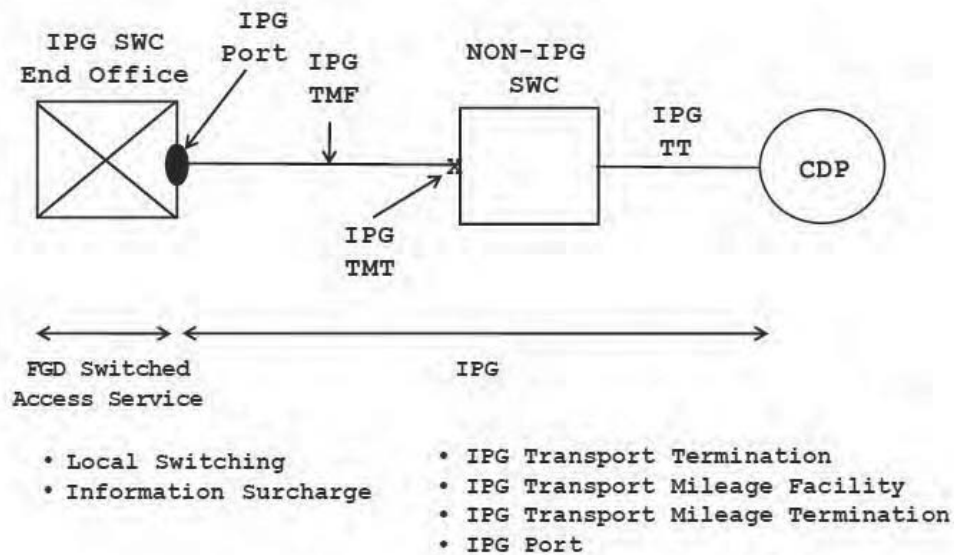 IPG SWC
End Office
IPG
Port
IPG
TMF
NON-IPG
SWC
IPG
TT
CDP
x
IPG
TMT
FGD Switched
Access Service
IPG
• Local Switching
• Information Surcharge
• IPG Transport Termination
• IPG Transport Mileage Facility
• IPG Transport Mileage Termination
• IPG Port